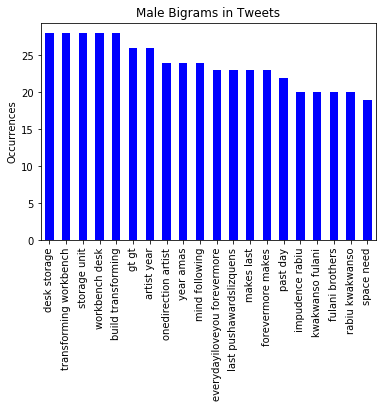 Male Bigrams in Tweets
Occurrences
25
20
15
10
5
0
desk storage
transforming workbench
storage unit
workbench desk
build transforming
gt gt
artist year
onedirection artist
year amas
mind following
everydayiloveyou forevermore
last pushawardslizquens
makes last
forevermore makes
past day
impudence rabiu
kwakwanso fulani
fulani brothers
rabiu kwakwanso
space need